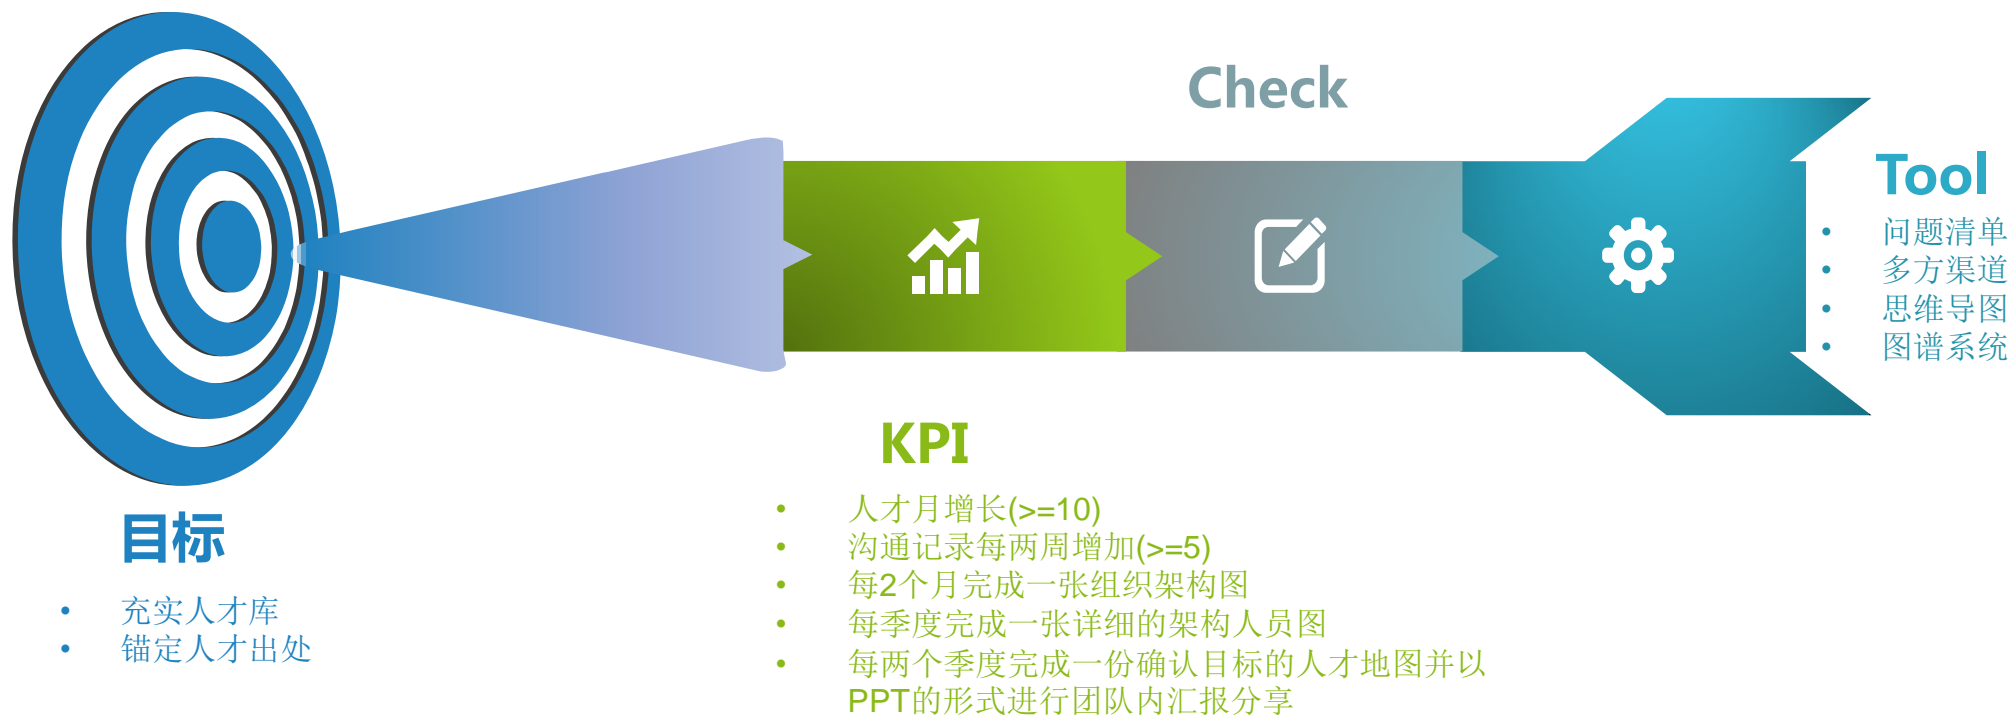 Check
Tool
问题清单
多方渠道
思维导图
图谱系统
KPI
人才月增长(>=10)
沟通记录每两周增加(>=5)
每2个月完成一张组织架构图
每季度完成一张详细的架构人员图
每两个季度完成一份确认目标的人才地图并以
PPT的形式进行团队内汇报分享
目标
充实人才库
锚定人才出处